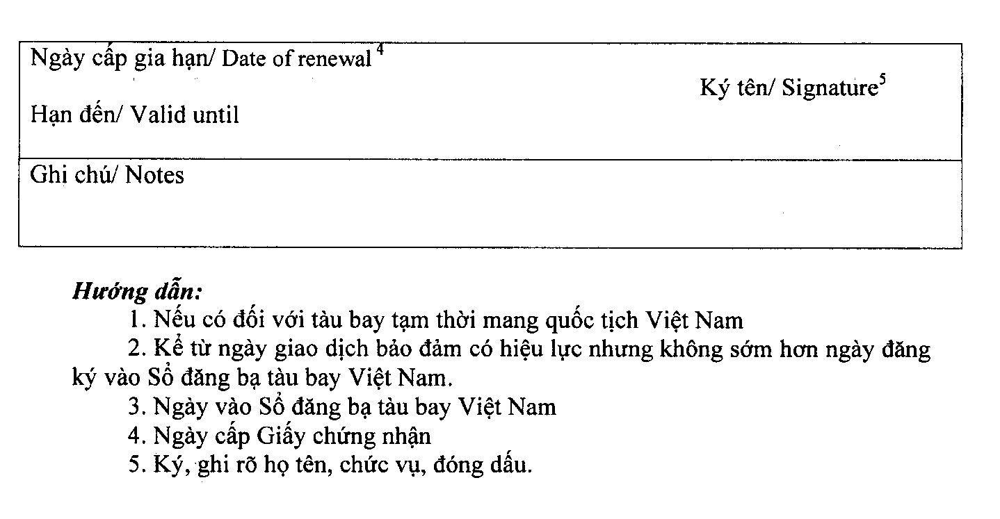 Ngày cấp gia hạn/ Date of renewal 4
Ký tên/ Signature5
Hạn đến/ Valid until
Ghi chú/ Notes
Hướng dẫn:
1. Nếu có đối với tàu bay tạm thời mang quốc tịch Việt Nam
2. Kể từ ngày giao dịch bảo đảm có hiệu lực nhưng không sớm hơn ngày đăng
ký vào Sổ đăng bạ tàu bay Việt Nam.
3. Ngày vào Sổ đăng bạ tàu bay Việt Nam
4. Ngày cấp Giấy chứng nhận
5. Ký, ghi rõ họ tên, chức vụ, đóng dấu.